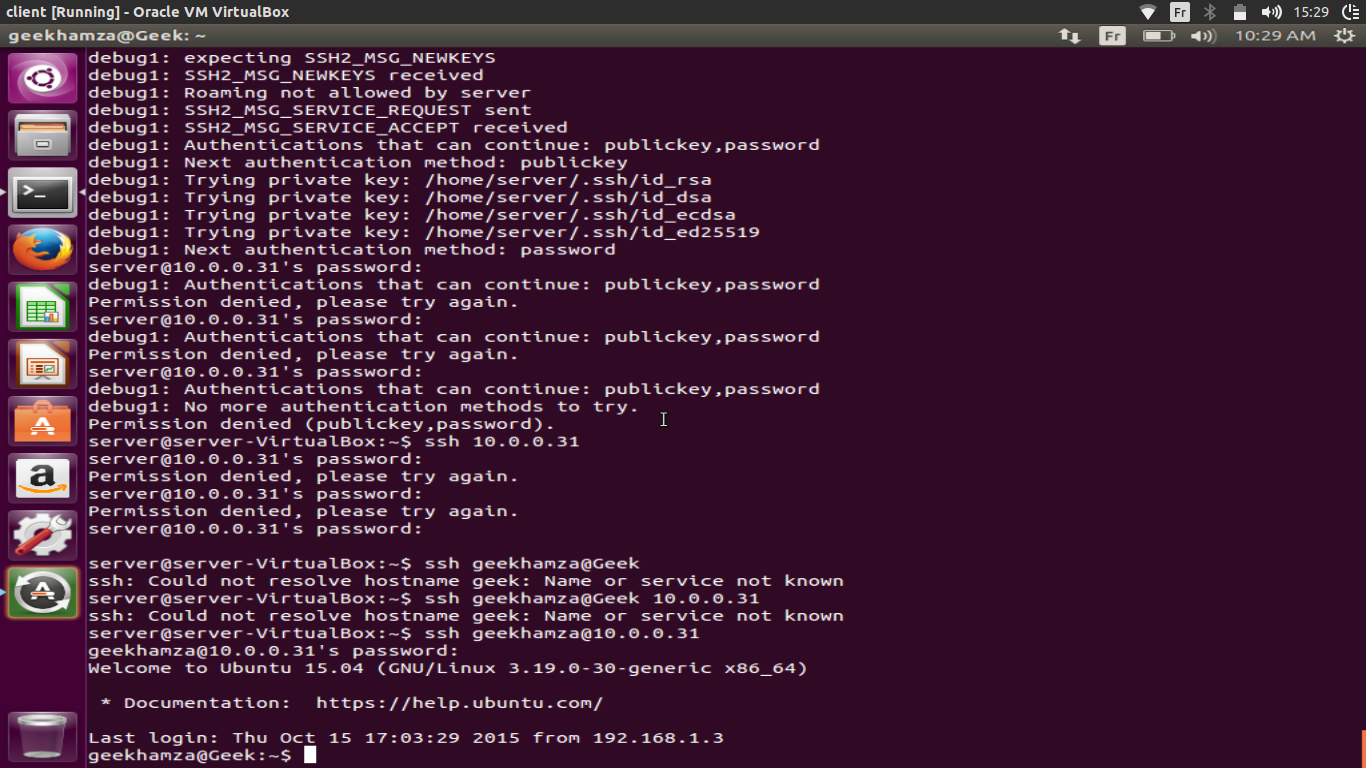 client [Running] - Oracle VM VirtualBox
Fr
15:29
geekhamza@Geek: ~
Fr
10:29 AM
debug1: expecting SSH2_MSG_NEWKEYS
debug1: SSH2_MSG_NEWKEYS received
debug1: Roaming not allowed by server
debug1: SSH2_MSG_SERVICE_REQUEST sent
debug1: SSH2_MSG_SERVICE_ACCEPT received
debug1: Authentications that can continue: publickey,password
debug1: Next authentication method: publickey
debug1: Trying private key: /home/server/.ssh/id_rsa
debug1: Trying private key: /home/server/.ssh/id_dsa
debug1: Trying private key: /home/server/.ssh/id_ecdsa
debug1: Trying private key: /home/server/.ssh/id_ed25519
debug1: Next authentication method: password
server@10.0.0.31's password:
debug1: Authentications that can continue: publickey,password
Permission denied, please try again.
server@10.0.0.31's password:
debug1: Authentications that can continue: publickey,password
Permission denied, please try again.
server@10.0.0.31's password:
debug1: Authentications that can continue: publickey,password
debug1: No more authentication methods to try.
Permission denied (publickey,password).
server@server-VirtualBox:~$ ssh 10.0.0.31
server@10.0.0.31's password:
Permission denied, please try again.
server@10.0.0.31's password:
Permission denied, please try again.
server@10.0.0.31's password:
server@server-VirtualBox:~$ ssh geekhamza@Geek
ssh: Could not resolve hostname geek: Name or service not known
server@server-VirtualBox:~$ ssh geekhamza@Geek 10.0.0.31
ssh: Could not resolve hostname geek: Name or service not known
server@server-VirtualBox:~$ ssh geekhamza@10.0.0.31
geekhamza@10.0.0.31's password:
Welcome to Ubuntu 15.04 (GNU/Linux 3.19.0-30-generic x86_64)
* Documentation:  https://help.ubuntu.com/
Last login: Thu Oct 15 17:03:29 2015 from 192.168.1.3
geekhamza@Geek:~$